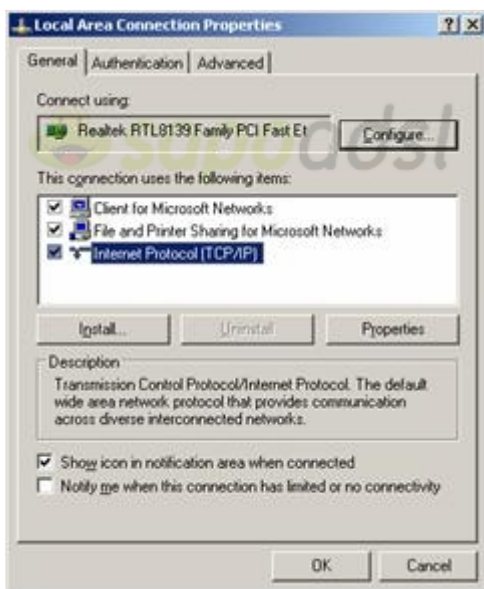 Local Area Connection Properties
General Authentication Advanced
Connect using:
Realtek RTL8139 Family PCI Fast Et Configure...
This connection uses the following items:
Client for Microsoft Networks
File and Printer Sharing for Microsoft Networks
Internet Protocol (TCP/IP)
Install... Uninstall Properties
Description
Transmission Control Protocol/Internet Protocol. The default
wide area network protocol that provides communication
across diverse interconnected networks.
Show icon in notification area when connected
Notify me when this connection has limited or no connectivity
OK Cancel